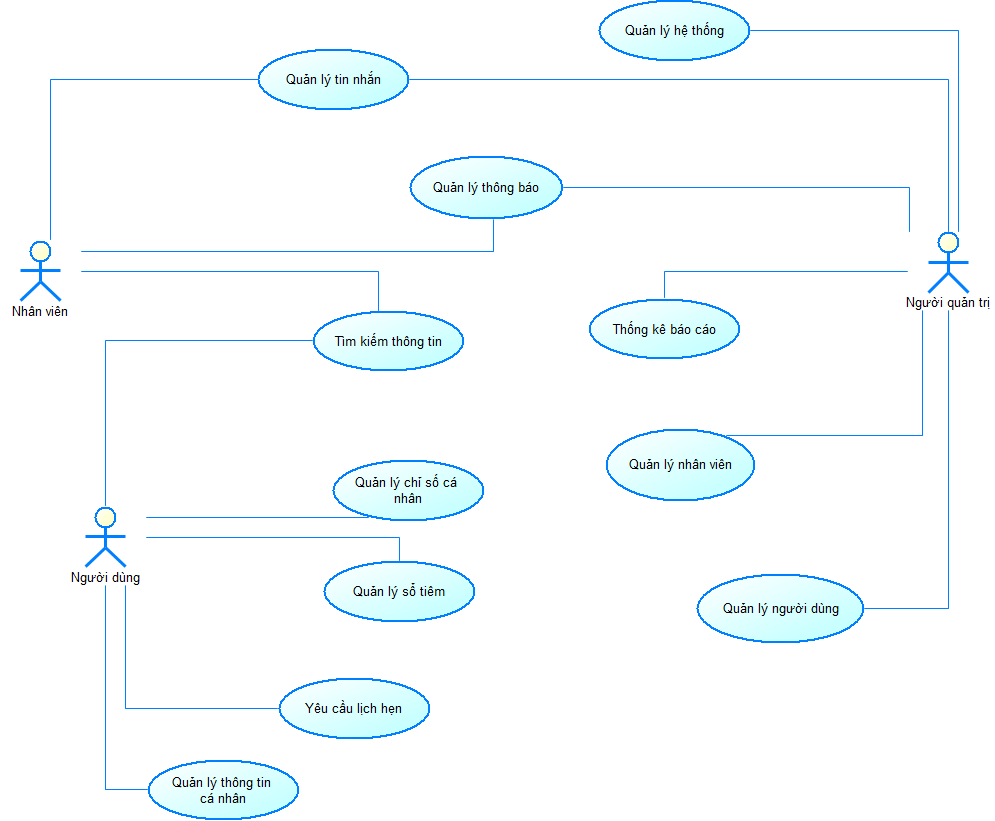 Quản lý hệ thống
Quản lý tin nhắn
Quản lý thông báo
Nhân viên
Người quản trị
Thống kê báo cáo
Tìm kiếm thông tin
Quản lý nhân viên
Quản lý chỉ số cá
nhân
Người dùng
Quản lý sổ tiêm
Quản lý người dùng
Yêu cầu lịch hẹn
Quản lý thông tin
cá nhân